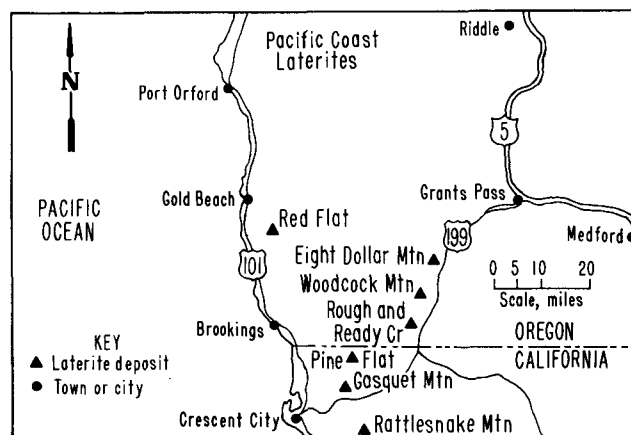 Pacific Coast
Laterites
Riddle
N
Port Orford
5
Gold Beach
Grants Pass
PACIFIC
OCEAN
Red Flat
199
Medford
101
Eight Dollar Mtn
Woodcock Mtn
0 5 10 20
Scale, miles
Rough and
Ready Cr
Brookings
OREGON
CALIFORNIA
KEY
Laterite deposit
Town or city
Pine Flat
Gasquet Mtn
Crescent City
Rattlesnake Mtn